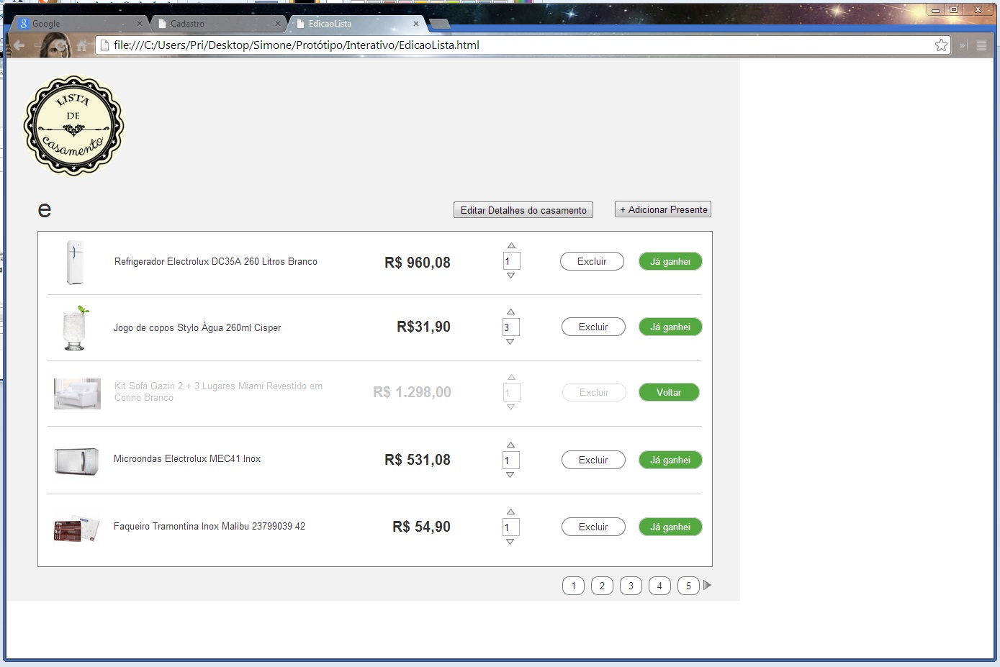 Google
Cadastro
EdicaoLista
file:///C:/Users/Pri/Desktop/Simone/Protótipo/Interativo/EdicaoLista.html
LISTA
DE
casamento
e
Editar Detalhes do casamento
+ Adicionar Presente
Refrigerador Electrolux DC35A 260 Litros Branco
R$ 960,08
1
Excluir
Já ganhei
Jogo de copos Stylo Água 260ml Cisper
R$31,90
3
Excluir
Já ganhei
Kit Sofá Gazin 2 + 3 Lugares Miami Revestido em
Corino Branco
R$ 1.298,00
1
Excluir
Voltar
Microondas Electrolux MEC41 Inox
R$ 531,08
1
Excluir
Já ganhei
Faqueiro Tramontina Inox Malibu 23799039 42
R$ 54,90
1
Excluir
Já ganhei
1 2 3 4 5